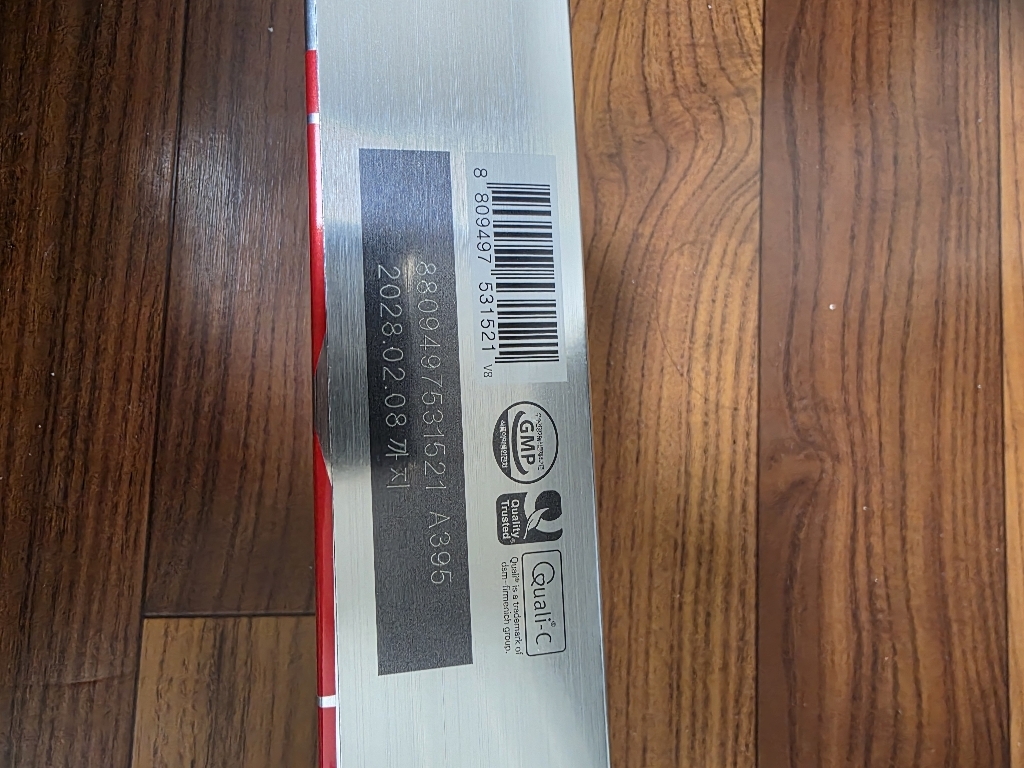 8 809497 531521 V8
8809497531521 A395
2028.02.08 까지
GMP
Quality
Trusted®
Quali®-C
Quali® is a trademark of
dsm-firmenich group.